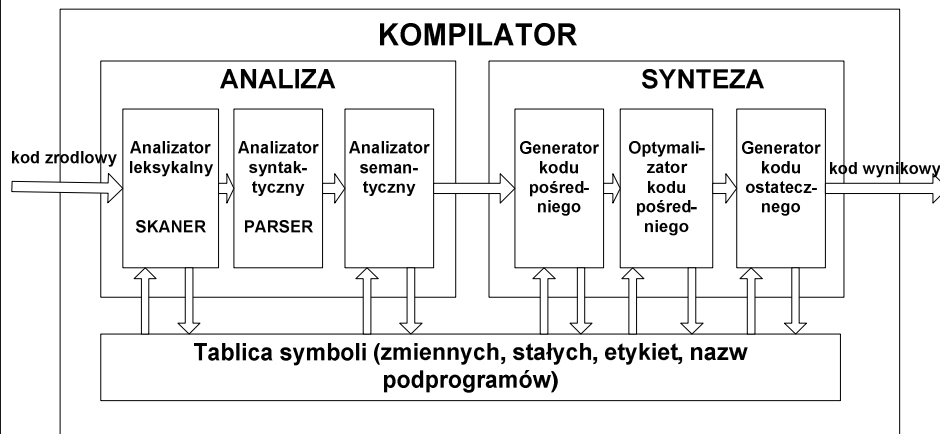 KOMPILATOR
ANALIZA
SYNTEZA
kod zrodlowy
Analizator
leksykalny
SKANER
Analizator
syntak-
tyczny
PARSER
Analizator
seman-
tyczny
Generator
kodu
pośred-
niego
Optymali-
zator
kodu
pośred-
niego
Generator
kodu
ostatecz-
nego
kod wynikowy
Tablica symboli (zmiennych, stałych, etykiet, nazw
podprogramów)